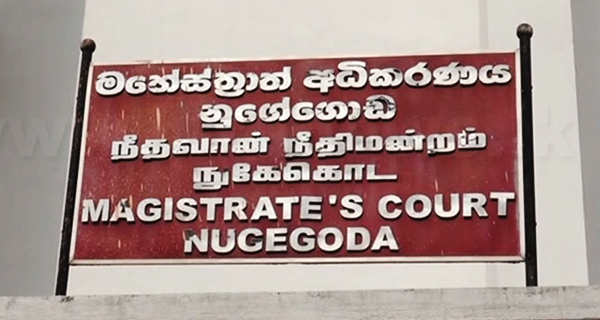 මහේස්ත්‍රාත් අධිකරණය
නුගේගොඩ
நீதவான் நீதிமன்றம்
நுகேகொட
MAGISTRATE'S COURT
NUGEGODA